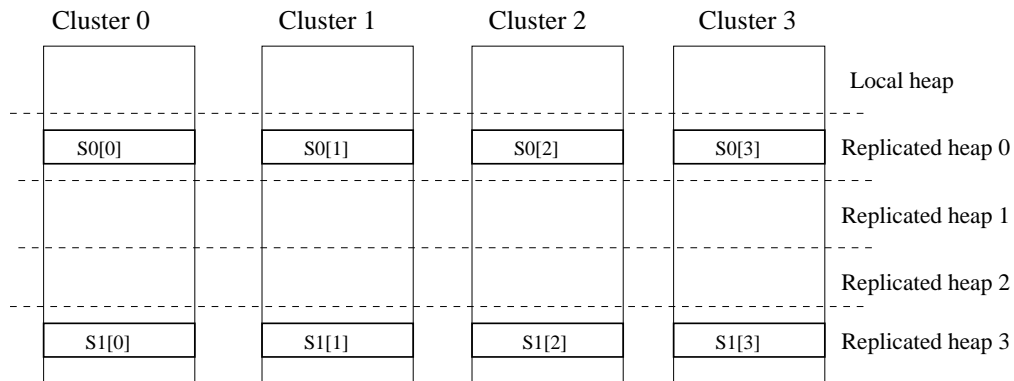 Cluster 0 Cluster 1 Cluster 2 Cluster 3
Local heap
S0[0] S0[1] S0[2] S0[3] Replicated heap 0
Replicated heap 1
Replicated heap 2
S1[0] S1[1] S1[2] S1[3] Replicated heap 3